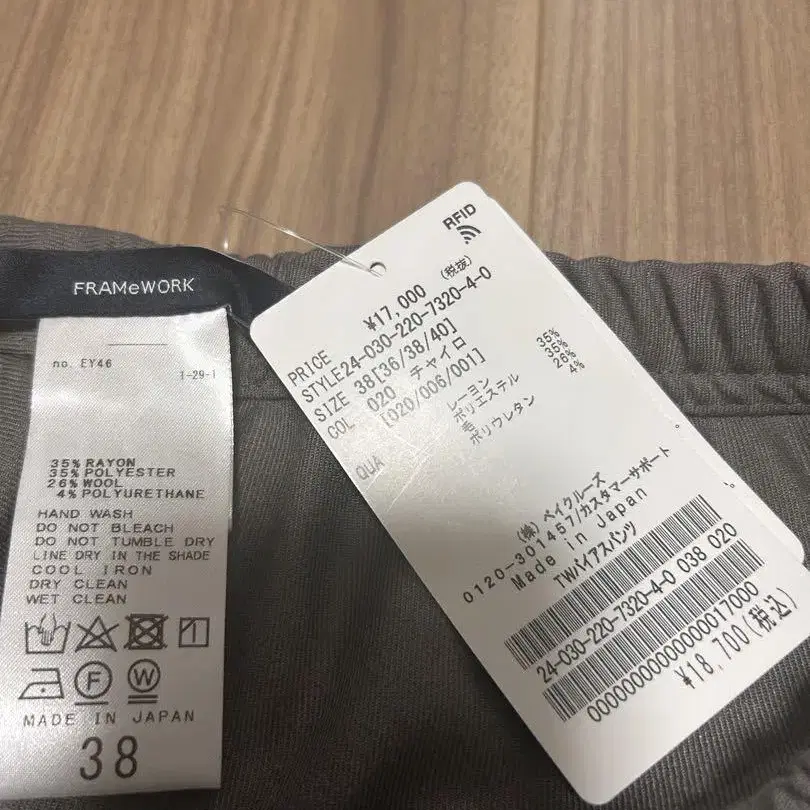 FRAMeWORK
no. EY46
1-29-1
35% RAYON
35% POLYESTER
26% WOOL
4% POLYURETHANE
HAND WASH
DO NOT BLEACH
DO NOT TUMBLE DRY
LINE DRY IN THE SHADE
COOL IRON
DRY CLEAN
WET CLEAN
F
W
MADE IN JAPAN
38
RFID
PRICE ¥17,000 (税抜)
STYLE24-030-220-7320-4-0
SIZE 38[36/38/40]
COL 020 チャイロ
[020/006/001]
QUA レーヨン 35%
ポリエステル 35%
毛 26%
ポリウレタン 4%
(株)ベイクルーズ
0120-301457/カスタマーサポート
Made in Japan
TWバイアスパンツ
24-030-220-7320-4-0 038 020
00000000000000017000
¥18,700(税込)